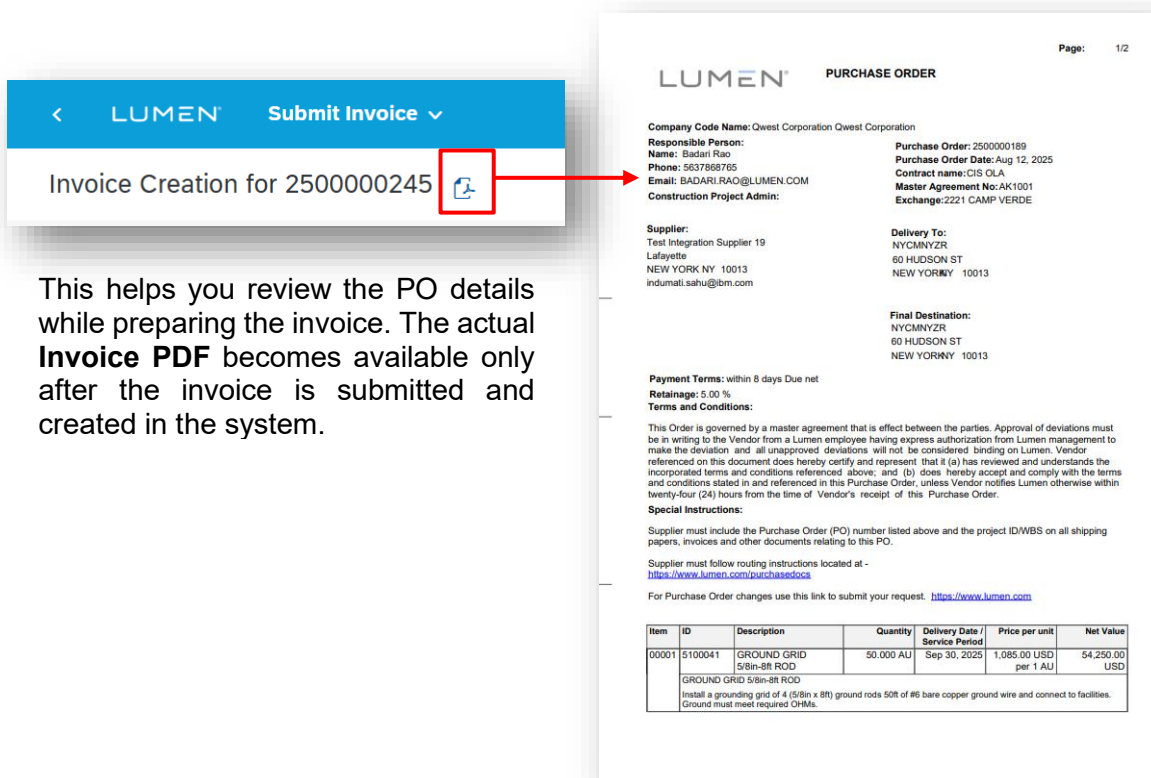 LUMEN® Submit Invoice
Invoice Creation for 2500000245
This helps you review the PO details
while preparing the invoice. The actual
Invoice PDF becomes available only
after the invoice is submitted and
created in the system.
Page: 1/2
LUMEN® PURCHASE ORDER
Company Code Name: Qwest Corporation Qwest Corporation
Responsible Person:
Name: Badari Rao
Phone: 5637868765
Email: BADARI.RAO@LUMEN.COM
Construction Project Admin:
Purchase Order: 2500000189
Purchase Order Date: Aug 12, 2025
Contract name: CIS OLA
Master Agreement No: AK1001
Exchange: 2221 CAMP VERDE
Supplier:
Test Integration Supplier 19
Lafayette
NEW YORK NY 10013
indumati.sahu@ibm.com
Delivery To:
NYCMNYZR
60 HUDSON ST
NEW YORK NY 10013
Final Destination:
NYCMNYZR
60 HUDSON ST
NEW YORK NY 10013
Payment Terms: within 8 days Due net
Retainage: 5.00 %
Terms and Conditions:
This Order is governed by a master agreement that is effect between the parties. Approval of deviations must
be in writing to the Vendor from a Lumen employee having express authorization from Lumen management to
make the deviation and all unapproved deviations will not be considered binding on Lumen. Vendor
referenced on this document does hereby certify and represent that it (a) has reviewed and understands the
incorporated terms and conditions referenced above; and (b) does hereby accept and comply with the terms
and conditions stated in and referenced in this Purchase Order, unless Vendor notifies Lumen otherwise within
twenty-four (24) hours from the time of Vendor's receipt of this Purchase Order.
Special Instructions:
Supplier must include the Purchase Order (PO) number listed above and the project ID/WBS on all shipping
papers, invoices and other documents relating to this PO.
Supplier must follow routing instructions located at -
https://www.lumen.com/purchasedocs
For Purchase Order changes use this link to submit your request. https://www.lumen.com
Item ID Description Quantity Delivery Date / Price per unit Net Value
Service Period
00001 5100041 GROUND GRID 50.000 AU Sep 30, 2025 1,085.00 USD 54,250.00
5/8in-8ft ROD per 1 AU USD
GROUND GRID 5/8in-8ft ROD
Install a grounding grid of 4 (5/8in x 8ft) ground rods 50ft of #6 bare copper ground wire and connect to facilities.
Ground must meet required OHMs.